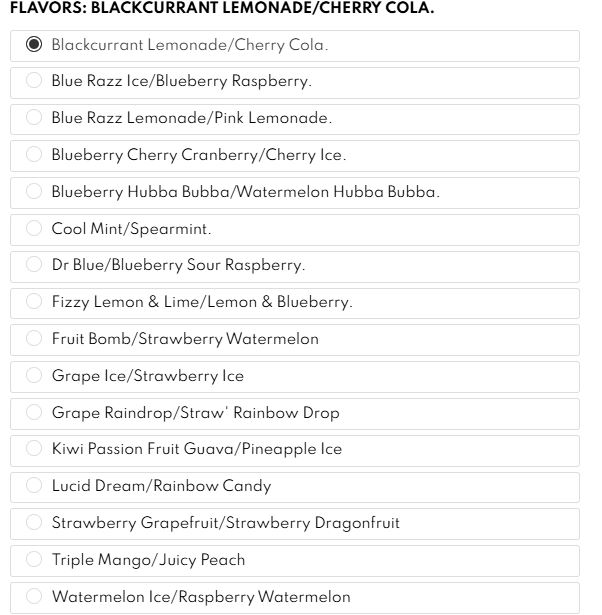 FLAVORS: BLACKCURRANT LEMONADE/CHERRY COLA.
Blackcurrant Lemonade/Cherry Cola.
Blue Razz Ice/Blueberry Raspberry.
Blue Razz Lemonade/Pink Lemonade.
Blueberry Cherry Cranberry/Cherry Ice.
Blueberry Hubba Bubba/Watermelon Hubba Bubba.
Cool Mint/Spearmint.
Dr Blue/Blueberry Sour Raspberry.
Fizzy Lemon & Lime/Lemon & Blueberry.
Fruit Bomb/Strawberry Watermelon
Grape Ice/Strawberry Ice
Grape Raindrop/Straw' Rainbow Drop
Kiwi Passion Fruit Guava/Pineapple Ice
Lucid Dream/Rainbow Candy
Strawberry Grapefruit/Strawberry Dragonfruit
Triple Mango/Juicy Peach
Watermelon Ice/Raspberry Watermelon